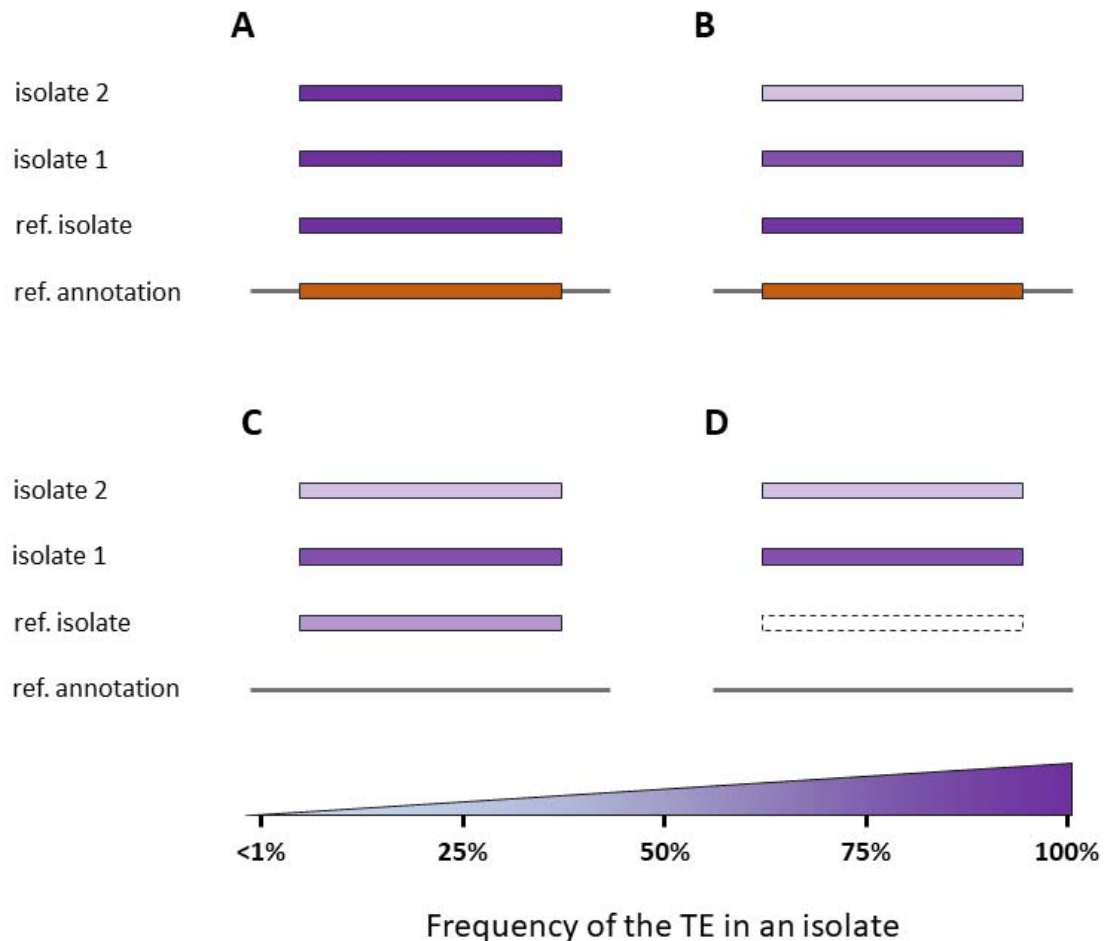 A B
isolate 2
isolate 1
ref. isolate
ref. annotation
C D
isolate 2
isolate 1
ref. isolate
ref. annotation
<1% 25% 50% 75% 100%
Frequency of the TE in an isolate